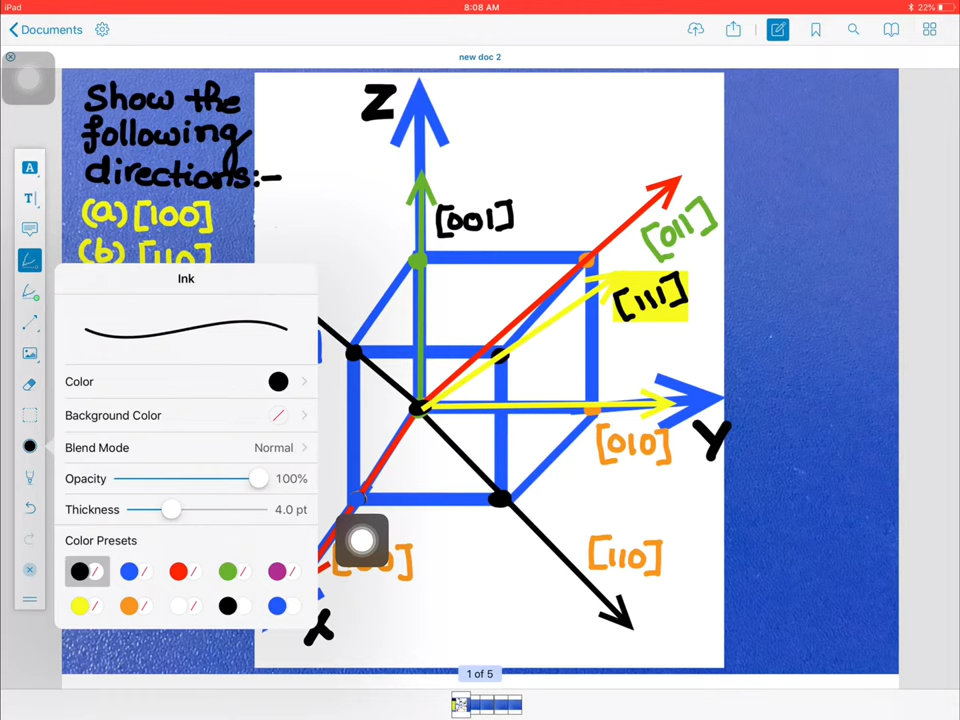 iPad
8:08 AM
22%
Documents
new doc 2
Show the
following
directions:-
(a) [100]
(b) [110]
Z
[001]
[011]
[111]
[010]
Y
[110]
X
Ink
Color
Background Color
Blend Mode
Normal
Opacity
100%
Thickness
4.0 pt
Color Presets
A
T
1 of 5